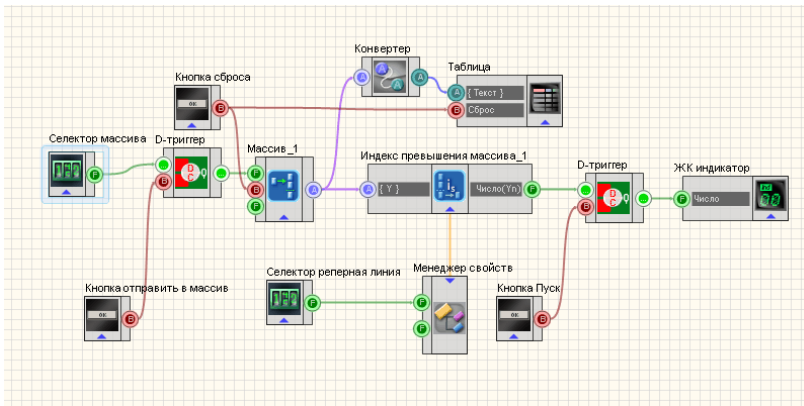 Конвертер
Таблица
Кнопка сброса
{ Текст }
Сброс
Селектор массива
D-триггер
Массив_1
Индекс превышения массива_1
D-триггер
ЖК индикатор
{ Y }
Число(Yn)
Число
Кнопка отправить в массив
Селектор реперная линия
Менеджер свойств
Кнопка Пуск